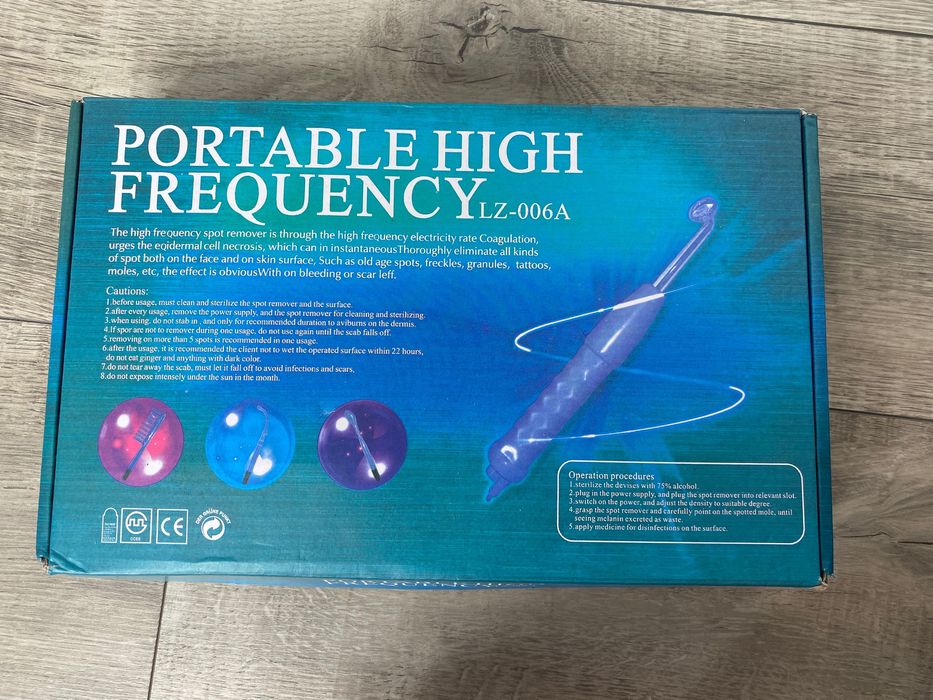 PORTABLE HIGH
FREQUENCY LZ-006A
The high frequency spot remover is through the high frequency electricity rate Coagulation,
urges the eqidermal cell necrosis, which can in instantaneousThoroughly eliminate all kinds
of spot both on the face and on skin surface, Such as old age spots, freckles, granules, tattoos,
moles, etc, the effect is obviousWith on bleeding or scar leff.
Cautions:
1.before usage, must clean and sterilize the spot remover and the surface.
2.after every usage, remove the power supply, and the spot remover for cleaning and sterilizing.
3.when using, do not stab in , and only for recommended duration to aviburns on the dermis.
4.If spor are not to remover during one usage, do not use again until the scab falls off.
5.removing on more than 5 spots is recommended in one usage.
6.after the usage, it is recommended the client not to wet the operated surface within 22 hours,
do not eat ginger and anything with dark color.
7.do not tear away the scab, must let it fall off to avoid infections and scars,
8.do not expose intensely under the sun in the month.
Operation procedures
1.sterilize the devises with 75% alcohol.
2.plug in the power supply, and plug the spot remover into relevant slot.
3.switch on the power, and adjust the density to suitable degree
4.grasp the spot remover and carefully point on the spotted mole, until
seeing melanin excreted as waste.
5.apply medicine for disinfections on the surface.
CCEE
CE
DER GRÜNE PUNKT